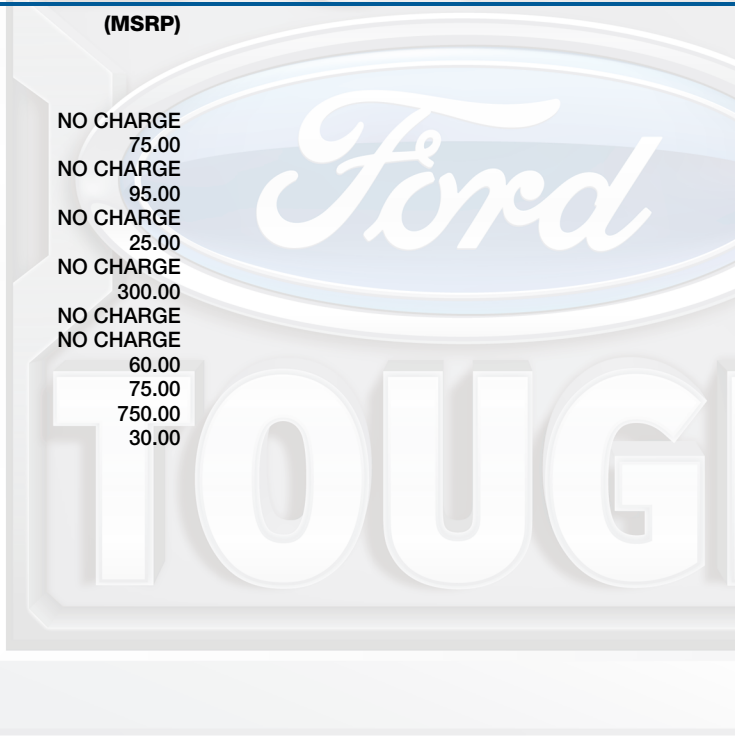 (MSRP)
NO CHARGE
75.00
NO CHARGE
95.00
NO CHARGE
25.00
NO CHARGE
300.00
NO CHARGE
NO CHARGE
60.00
75.00
750.00
30.00
Ford
TOUG